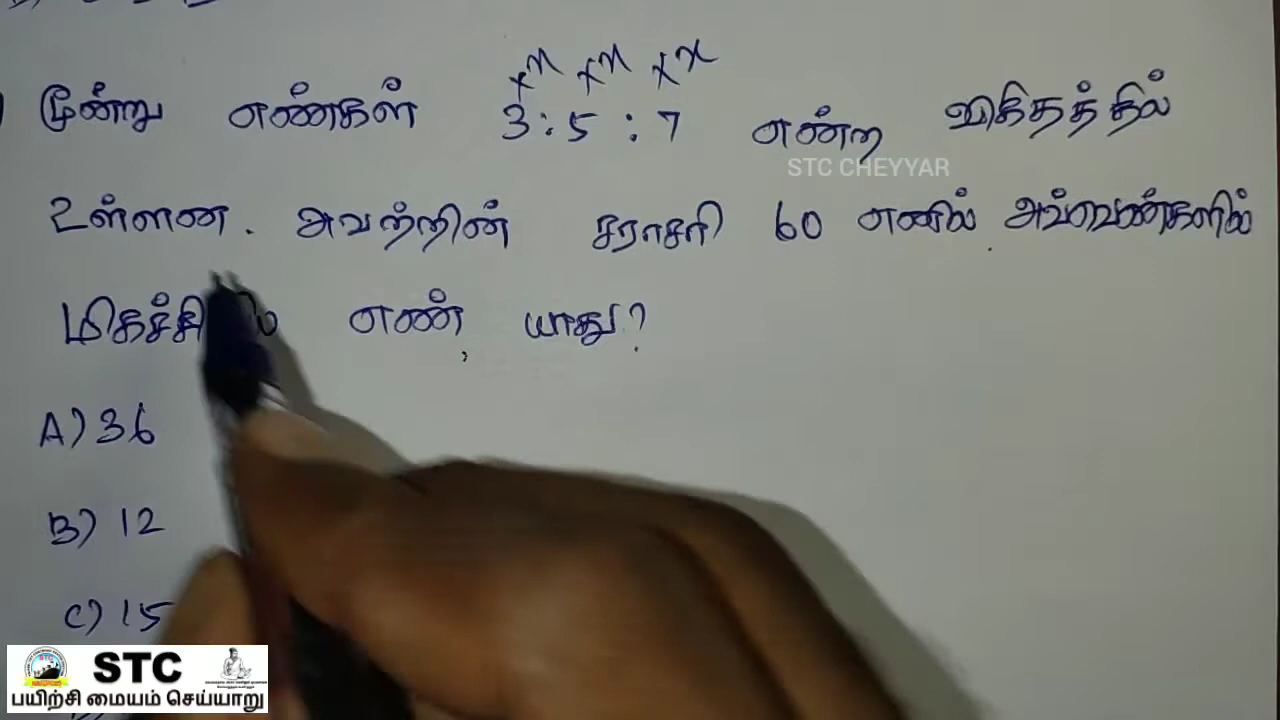 மூன்று எண்கள் 3 : 5 : 7 என்ற விகிதத்தில்
×x ×x ×x
STC CHEYYAR
உள்ளன. அவற்றின் சராசரி 60 எனில் அவ்வெண்களில்
எண் யாது?
A) 36
B) 12
C) 15
STC
பயிற்சி மையம் செய்யாறு